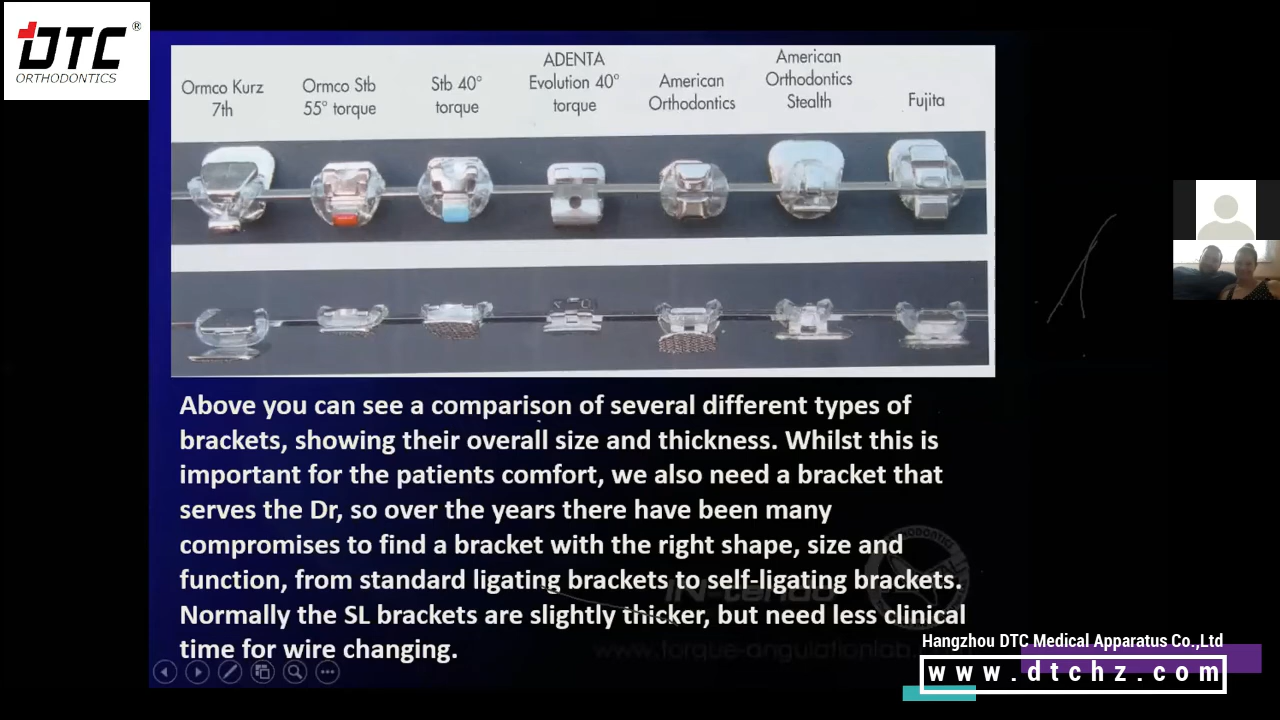 DTC®
ORTHODONTICS
Ormco Kurz
7th
Ormco Stb
55° torque
Stb 40°
torque
ADENTA
Evolution 40°
torque
American
Orthodontics
American
Orthodontics
Stealth
Fujita
Above you can see a comparison of several different types of
brackets, showing their overall size and thickness. Whilst this is
important for the patients comfort, we also need a bracket that
serves the Dr, so over the years there have been many
compromises to find a bracket with the right shape, size and
function, from standard ligating brackets to self-ligating brackets.
Normally the SL brackets are slightly thicker, but need less clinical
time for wire changing.
IN-tendo
www.torque-angulationlab.
Hangzhou DTC Medical Apparatus Co.,Ltd
www.dtchz.com